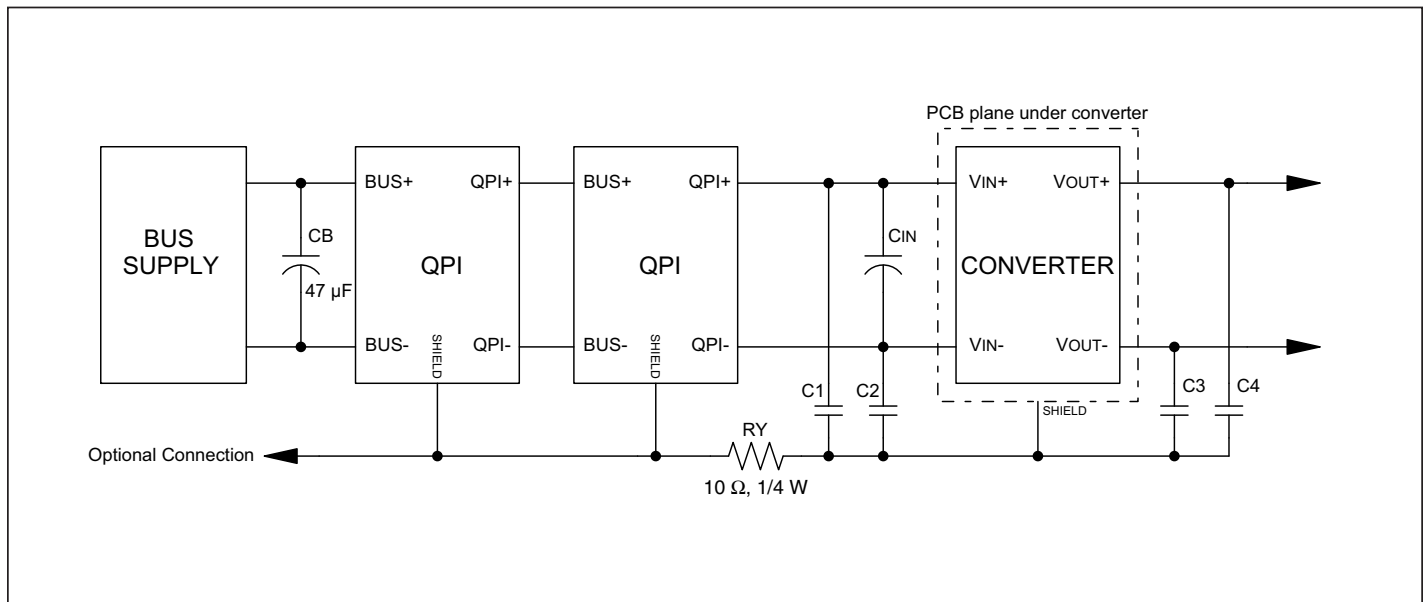 PCB plane under converter
BUS
SUPPLY
CB
47 µF
BUS+
QPI+
QPI
BUS-
QPI-
SHIELD
BUS+
QPI+
QPI
BUS-
QPI-
SHIELD
CIN
VIN+
VOUT+
CONVERTER
VIN-
VOUT-
C1
C2
SHIELD
C3
C4
Optional Connection
RY
10 Ω, 1/4 W